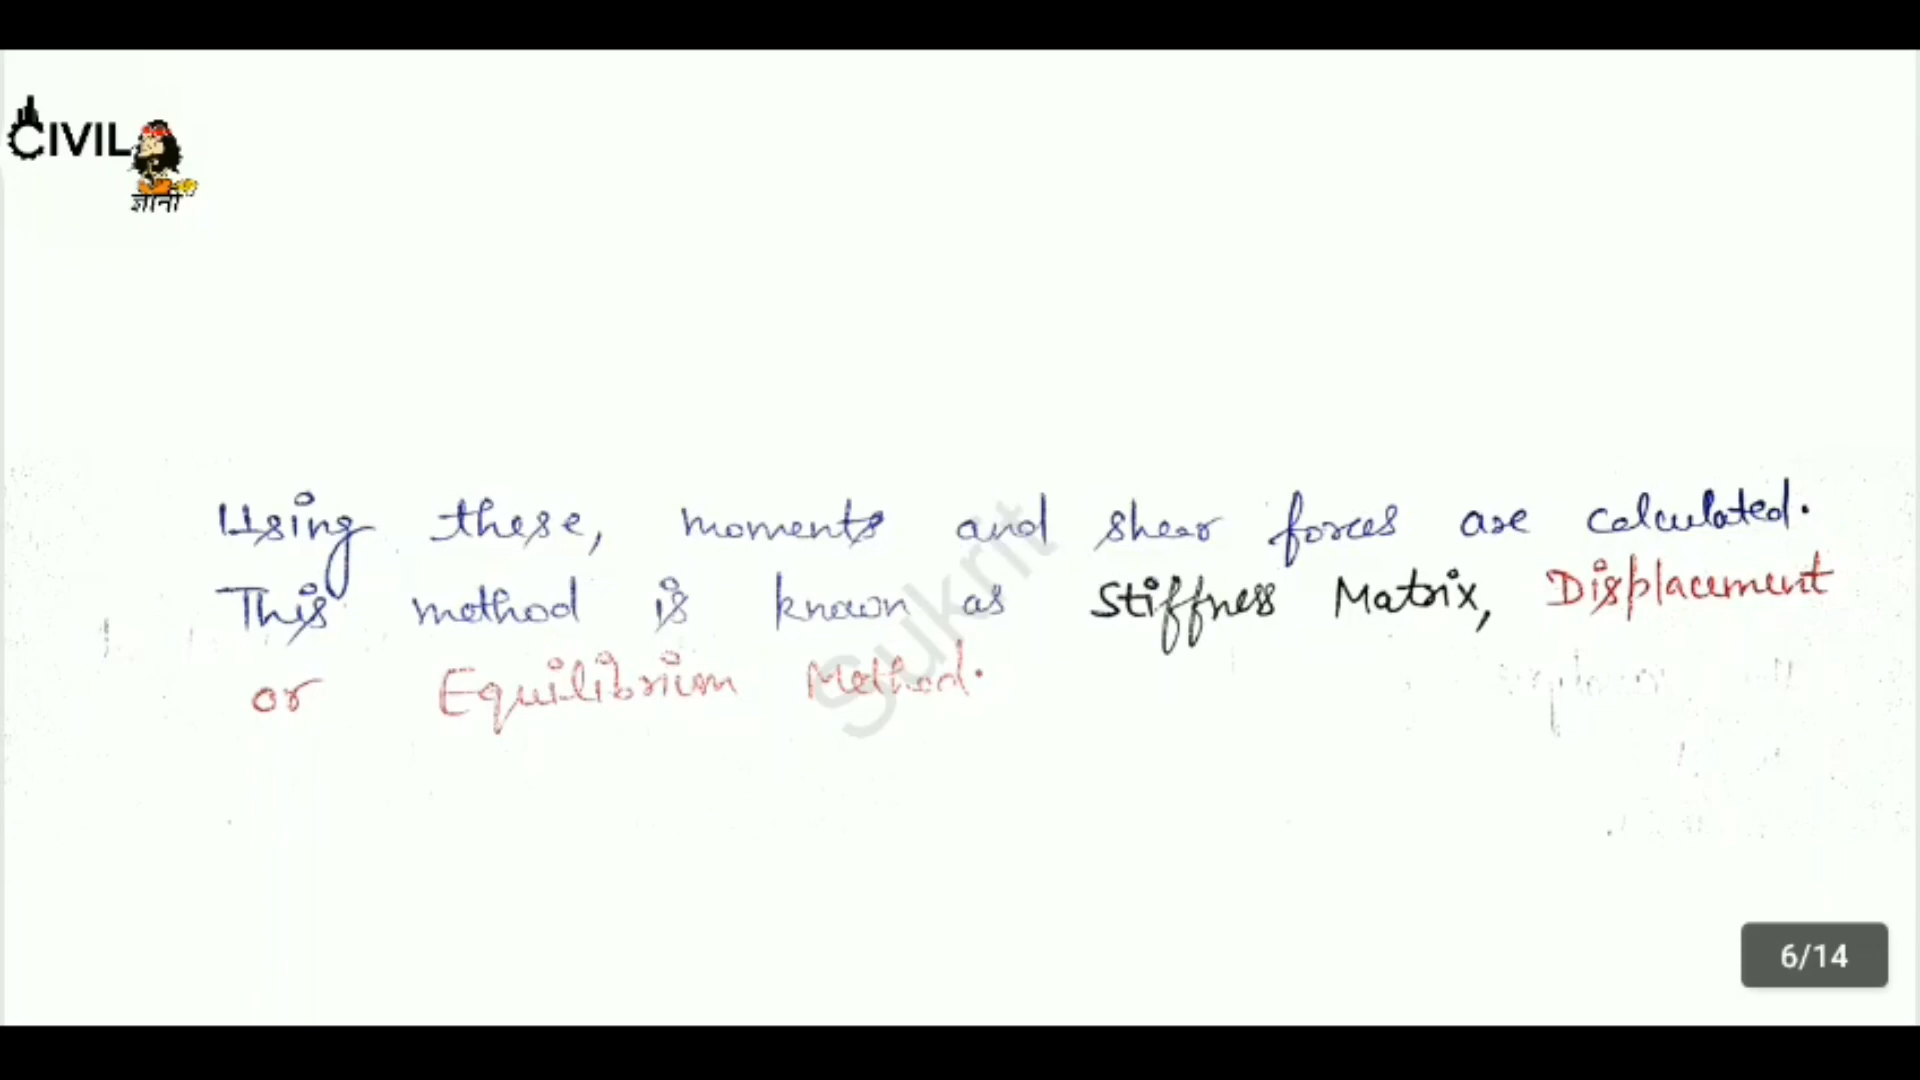 CIVIL
ज्ञानी
Using these, moments and shear forces are calculated.
This method is known as Stiffness Matrix, Displacement
or Equilibrium Method.
Sukrit
6/14